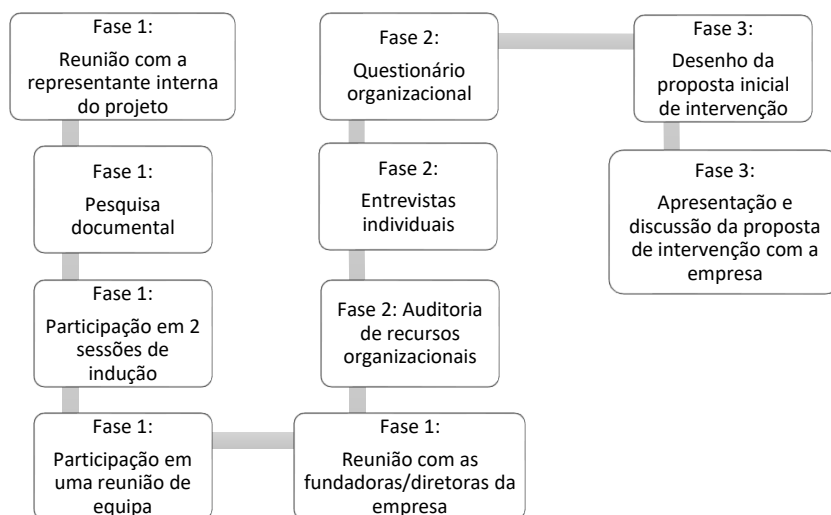 Fase 1:
Reunião com a
representante interna
do projeto
Fase 1:
Pesquisa
documental
Fase 1:
Participação em 2
sessões de
indução
Fase 1:
Participação em
uma reunião de
equipa
Fase 1:
Reunião com as
fundadoras/diretoras da
empresa
Fase 2: Auditoria
de recursos
organizacionais
Fase 2:
Entrevistas
individuais
Fase 2:
Questionário
organizacional
Fase 3:
Desenho da
proposta inicial
de intervenção
Fase 3:
Apresentação e
discussão da proposta
de intervenção com a
empresa